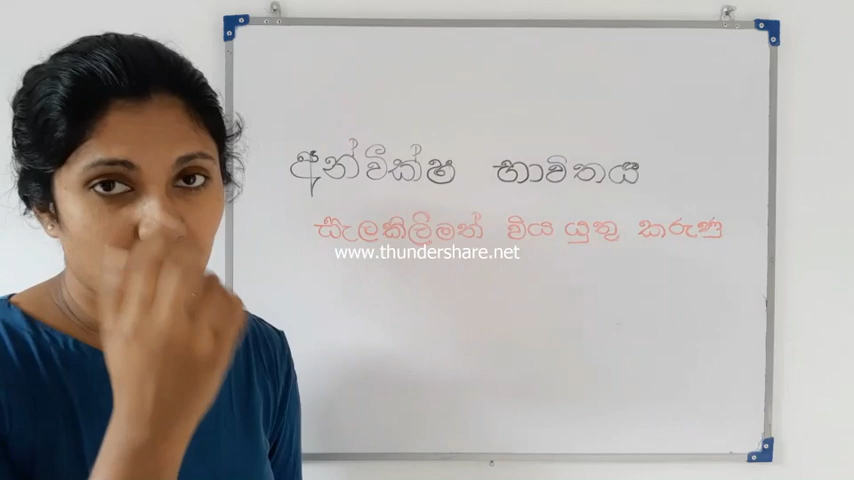 අන්වීක්ෂ භාවිතය
සැලකිලිමත් විය යුතු කරුණු
www.thundershare.net